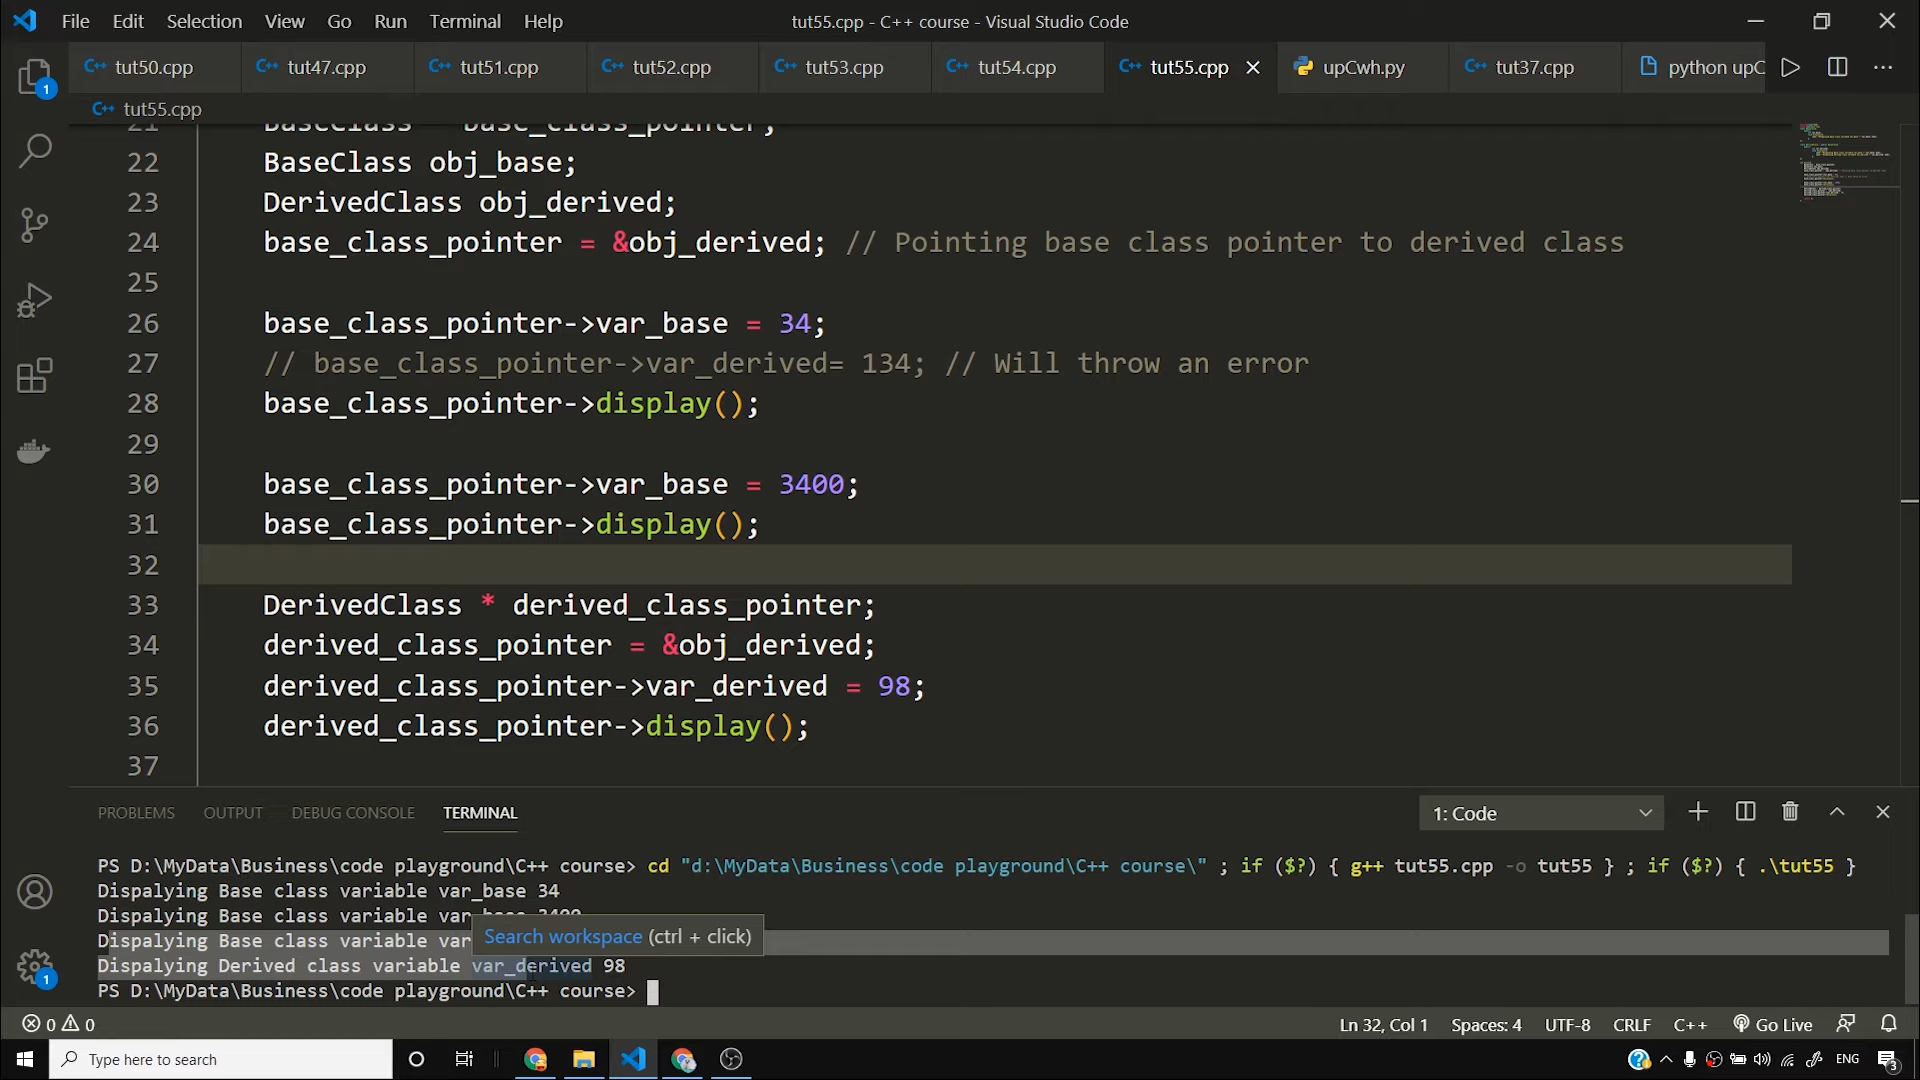 File Edit Selection View Go Run Terminal Help
tut55.cpp - C++ course - Visual Studio Code
tut50.cpp tut47.cpp tut51.cpp tut52.cpp tut53.cpp tut54.cpp tut55.cpp upCwh.py tut37.cpp python upC
tut55.cpp
21 BaseClass * base_class_pointer;
22 BaseClass obj_base;
23 DerivedClass obj_derived;
24 base_class_pointer = &obj_derived; // Pointing base class pointer to derived class
25
26 base_class_pointer->var_base = 34;
27 // base_class_pointer->var_derived= 134; // Will throw an error
28 base_class_pointer->display();
29
30 base_class_pointer->var_base = 3400;
31 base_class_pointer->display();
32
33 DerivedClass * derived_class_pointer;
34 derived_class_pointer = &obj_derived;
35 derived_class_pointer->var_derived = 98;
36 derived_class_pointer->display();
37
PROBLEMS OUTPUT DEBUG CONSOLE TERMINAL 1: Code
PS D:\MyData\Business\code playground\C++ course> cd "d:\MyData\Business\code playground\C++ course\" ; if ($?) { g++ tut55.cpp -o tut55 } ; if ($?) { .\tut55 }
Dispalying Base class variable var_base 34
Dispalying Base class variable var_base 3400
Dispalying Base class variable var
Search workspace (ctrl + click)
Dispalying Derived class variable var_derived 98
PS D:\MyData\Business\code playground\C++ course>
0 0 Ln 32, Col 1 Spaces: 4 UTF-8 CRLF C++ Go Live
Type here to search
ENG
3
1
1